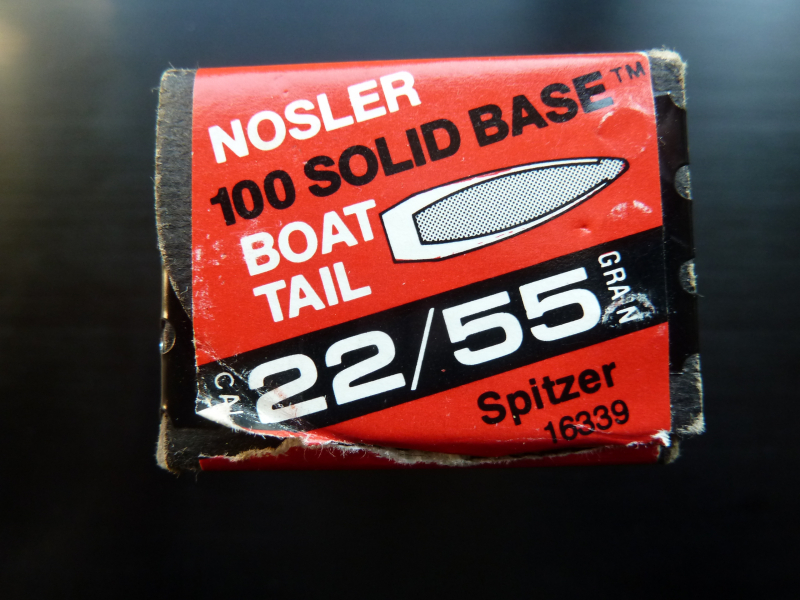 NOSLER
100 SOLID BASE™
BOAT
TAIL
CAL 22/55 GRAIN
Spitzer
16339